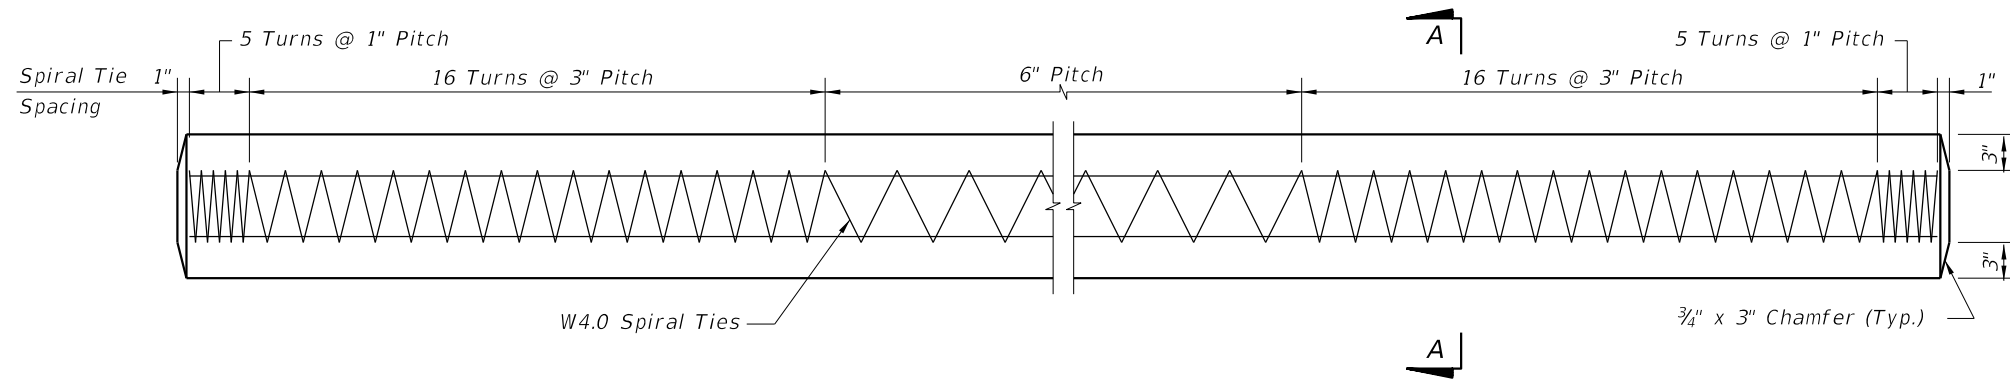 A
5 Turns @ 1" Pitch
5 Turns @ 1" Pitch
Spiral Tie
Spacing
1"
16 Turns @ 3" Pitch
6" Pitch
16 Turns @ 3" Pitch
1"
3"
3"
W4.0 Spiral Ties
¾" x 3" Chamfer (Typ.)
A